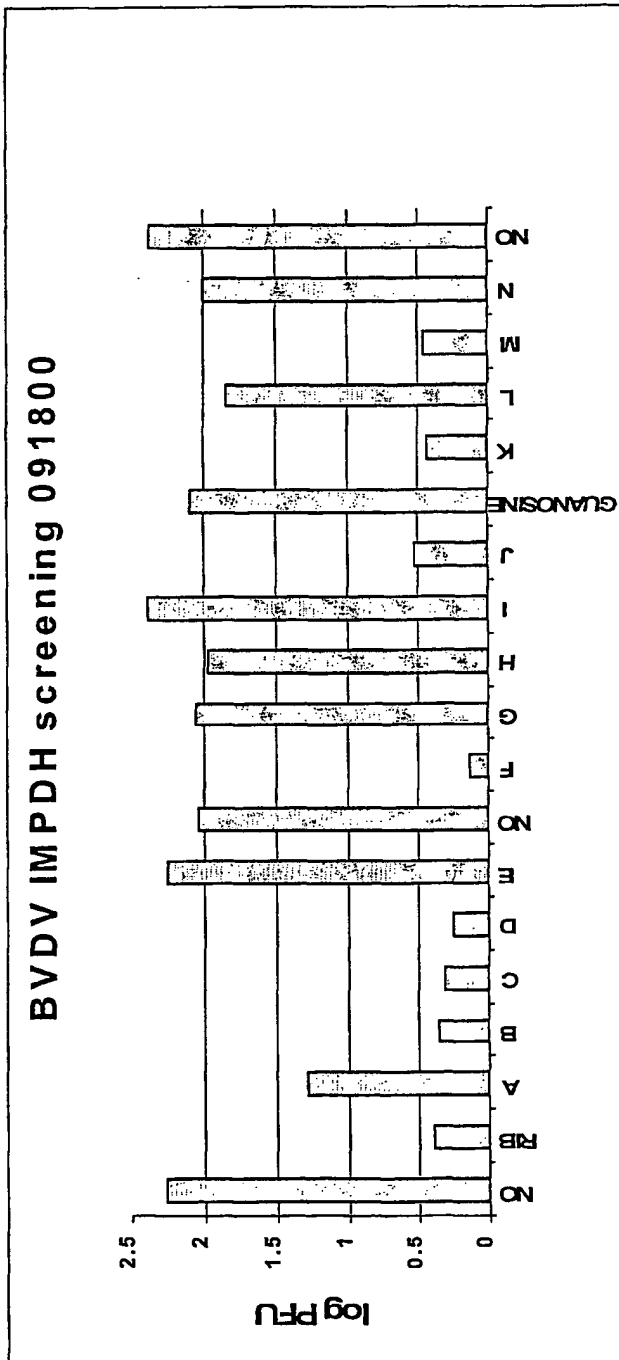 BVDV IMPDH screening 091800
log PFU
2.5
2
1.5
1
0.5
0
NO
RIB
A
B
C
D
E
NO
F
G
H
I
J
GUANOSINE
K
L
M
N
NO